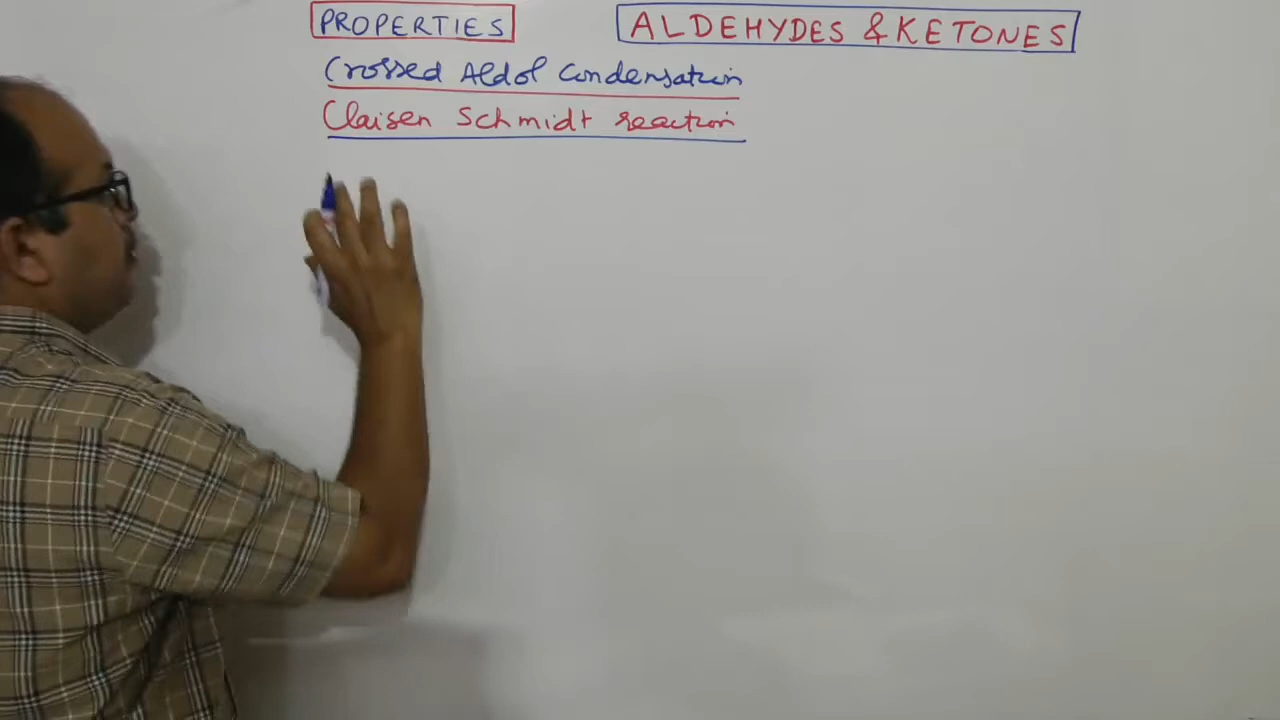 PROPERTIES ALDEHYDES & KETONES
Crossed Aldol Condensation
Claisen Schmidt reaction